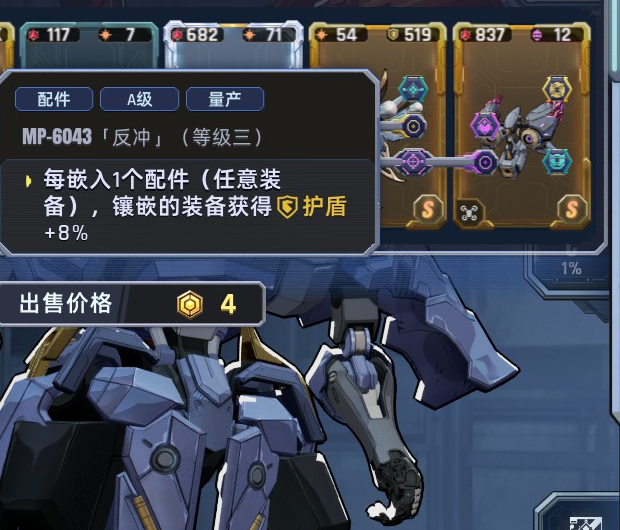 117 7 682 71 54 519 837 12
配件 A级 量产
MP-6043「反冲」（等级三）
每嵌入1个配件（任意装
备），镶嵌的装备获得护盾
+8%
S S
1%
出售价格 4